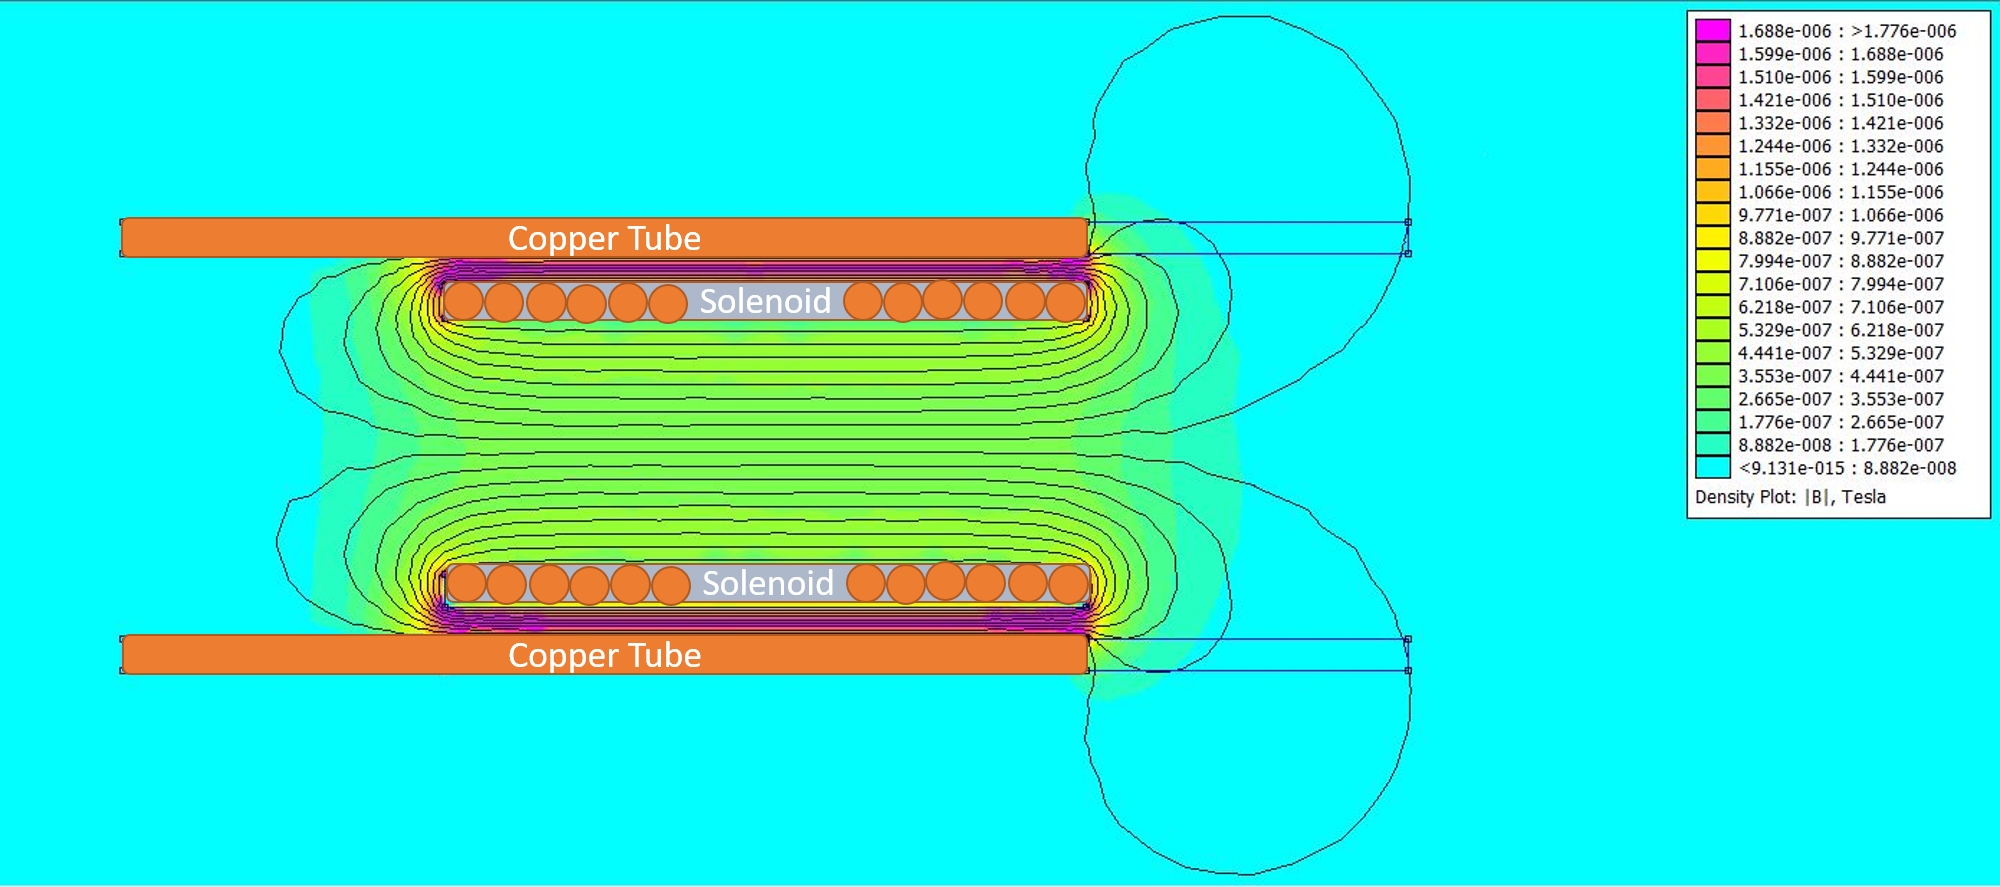 Copper Tube
Solenoid
Solenoid
Copper Tube
1.688e-006 : >1.776e-006
1.599e-006 : 1.688e-006
1.510e-006 : 1.599e-006
1.421e-006 : 1.510e-006
1.332e-006 : 1.421e-006
1.244e-006 : 1.332e-006
1.155e-006 : 1.244e-006
1.066e-006 : 1.155e-006
9.771e-007 : 1.066e-006
8.882e-007 : 9.771e-007
7.994e-007 : 8.882e-007
7.106e-007 : 7.994e-007
6.218e-007 : 7.106e-007
5.329e-007 : 6.218e-007
4.441e-007 : 5.329e-007
3.553e-007 : 4.441e-007
2.665e-007 : 3.553e-007
1.776e-007 : 2.665e-007
8.882e-008 : 1.776e-007
<9.131e-015 : 8.882e-008
Density Plot: |B|, Tesla